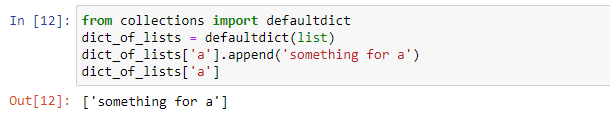 In [12]: from collections import defaultdict
dict_of_lists = defaultdict(list)
dict_of_lists['a'].append('something for a')
dict_of_lists['a']
Out[12]: ['something for a']